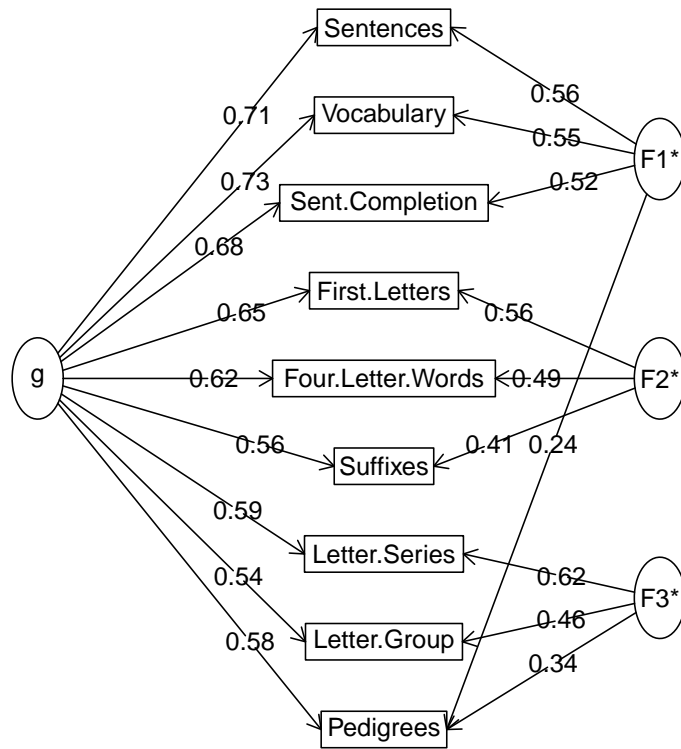 Sentences
0.56
0.71
Vocabulary
0.55
F1*
0.73
Sent.Completion
0.52
0.68
First.Letters
0.65
0.56
g
0.62
Four.Letter.Words
0.49
F2*
0.56
Suffixes
0.41
0.24
0.59
Letter.Series
0.62
0.54
F3*
0.46
0.58
Letter.Group
0.34
Pedigrees